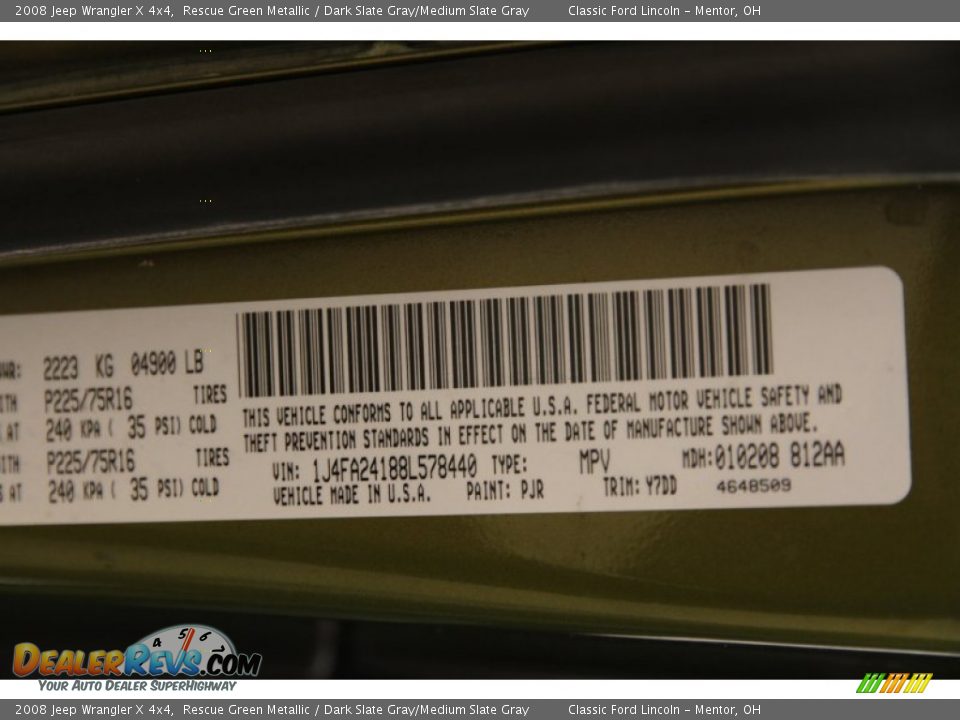 2008 Jeep Wrangler X 4x4, Rescue Green Metallic / Dark Slate Gray/Medium Slate Gray Classic Ford Lincoln - Mentor, OH
2223 KG 04900 LB
P225/75R16 TIRES
AT 240 KPA ( 35 PSI) COLD
P225/75R16 TIRES
AT 240 KPA ( 35 PSI) COLD
THIS VEHICLE CONFORMS TO ALL APPLICABLE U.S.A. FEDERAL MOTOR VEHICLE SAFETY AND
THEFT PREVENTION STANDARDS IN EFFECT ON THE DATE OF MANUFACTURE SHOWN ABOVE.
VIN: 1J4FA24188L578440 TYPE: MPV MDH:010208 812AA
VEHICLE MADE IN U.S.A. PAINT: PJR TRIM: Y7DD 4648509
4 5 6
DEALERREVS.COM
YOUR AUTO DEALER SUPERHIGHWAY
2008 Jeep Wrangler X 4x4, Rescue Green Metallic / Dark Slate Gray/Medium Slate Gray Classic Ford Lincoln - Mentor, OH